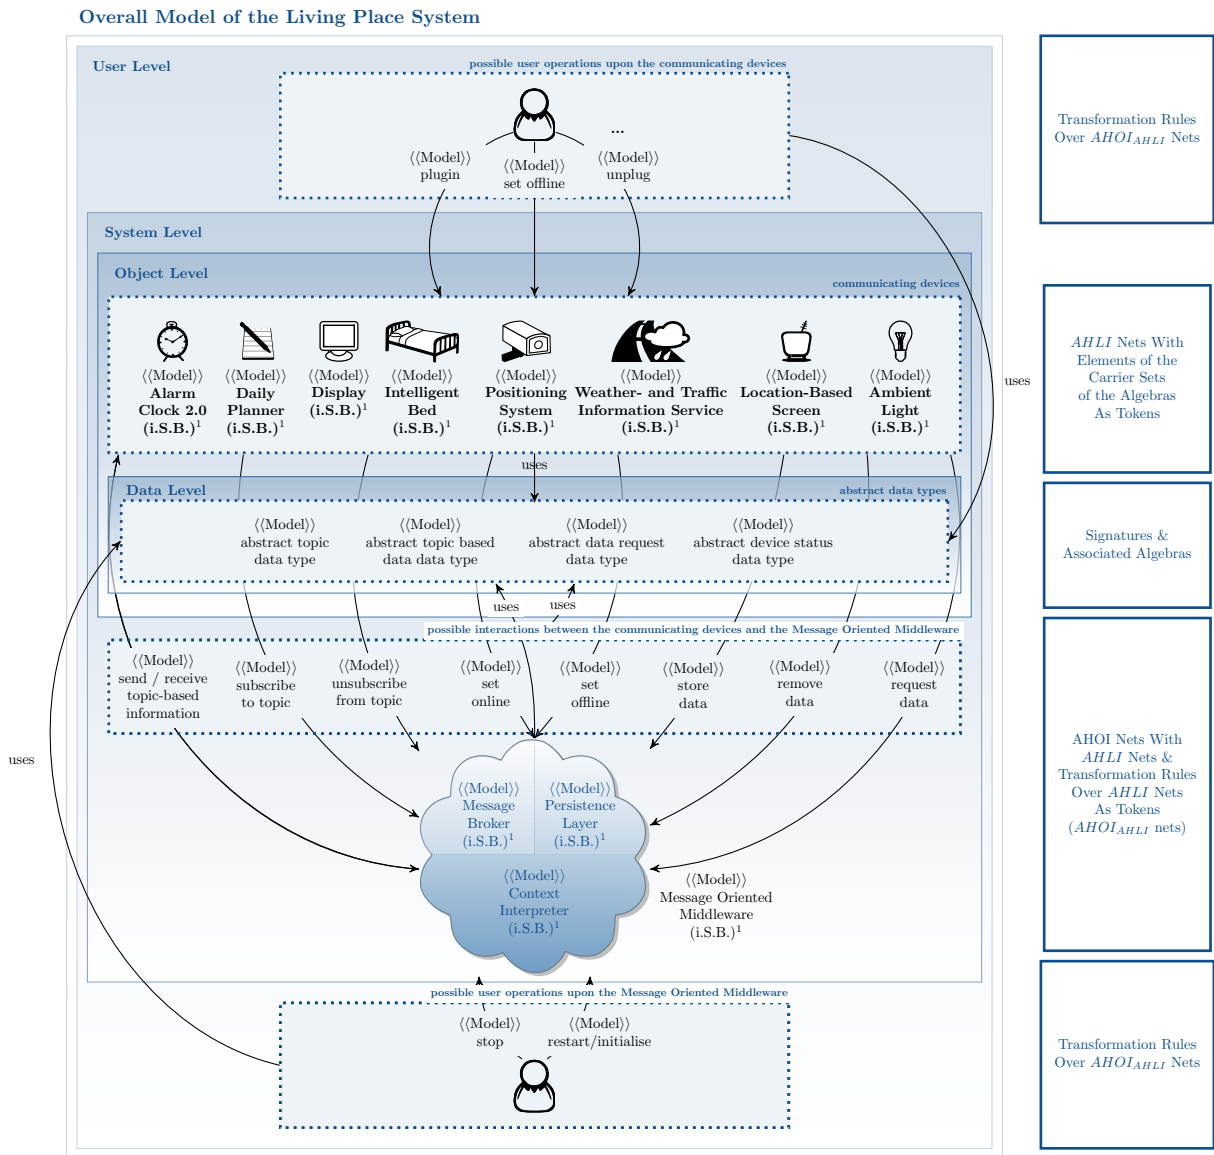 Overall Model of the Living Place System
User Level
possible user operations upon the communicating devices
...
⟨⟨Model⟩⟩
plugin
⟨⟨Model⟩⟩
set offline
⟨⟨Model⟩⟩
unplug
Transformation Rules
Over AHOI_AHLI Nets
System Level
Object Level
communicating devices
⟨⟨Model⟩⟩
Alarm
Clock 2.0
(i.S.B.)¹
⟨⟨Model⟩⟩
Daily
Planner
(i.S.B.)¹
⟨⟨Model⟩⟩
Display
(i.S.B.)¹
⟨⟨Model⟩⟩
Intelligent
Bed
(i.S.B.)¹
⟨⟨Model⟩⟩
Positioning
System
(i.S.B.)¹
⟨⟨Model⟩⟩
Weather- and Traffic
Information Service
(i.S.B.)¹
⟨⟨Model⟩⟩
Location-Based
Screen
(i.S.B.)¹
⟨⟨Model⟩⟩
Ambient
Light
(i.S.B.)¹
uses
AHLI Nets With
Elements of the
Carrier Sets
of the Algebras
As Tokens
uses
Data Level
abstract data types
⟨⟨Model⟩⟩
abstract topic
data type
⟨⟨Model⟩⟩
abstract topic based
data data type
⟨⟨Model⟩⟩
abstract data request
data type
⟨⟨Model⟩⟩
abstract device status
data type
Signatures &
Associated Algebras
uses
uses
possible interactions between the communicating devices and the Message Oriented Middleware
⟨⟨Model⟩⟩
send / receive
topic-based
information
⟨⟨Model⟩⟩
subscribe
to topic
⟨⟨Model⟩⟩
unsubscribe
from topic
⟨⟨Model⟩⟩
set
online
⟨⟨Model⟩⟩
set
offline
⟨⟨Model⟩⟩
store
data
⟨⟨Model⟩⟩
remove
data
⟨⟨Model⟩⟩
request
data
uses
⟨⟨Model⟩⟩
Message
Broker
(i.S.B.)¹
⟨⟨Model⟩⟩
Persistence
Layer
(i.S.B.)¹
⟨⟨Model⟩⟩
Context
Interpreter
(i.S.B.)¹
⟨⟨Model⟩⟩
Message Oriented
Middleware
(i.S.B.)¹
AHOI Nets With
AHLI Nets &
Transformation Rules
Over AHLI Nets
As Tokens
(AHOI_AHLI nets)
possible user operations upon the Message Oriented Middleware
⟨⟨Model⟩⟩
stop
⟨⟨Model⟩⟩
restart/initialise
Transformation Rules
Over AHOI_AHLI Nets